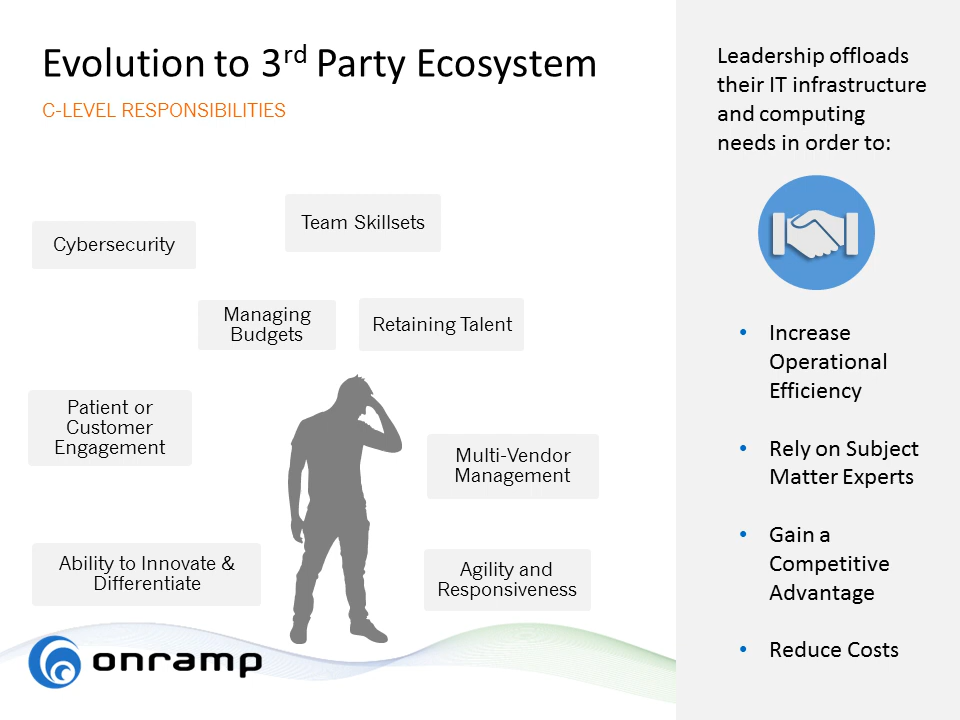 Evolution to 3rd Party Ecosystem
C-LEVEL RESPONSIBILITIES
Team Skillsets
Cybersecurity
Managing
Budgets
Retaining Talent
Patient or
Customer
Engagement
Multi-Vendor
Management
Ability to Innovate &
Differentiate
Agility and
Responsiveness
onramp
Leadership offloads
their IT infrastructure
and computing
needs in order to:
• Increase
Operational
Efficiency
• Rely on Subject
Matter Experts
• Gain a
Competitive
Advantage
• Reduce Costs